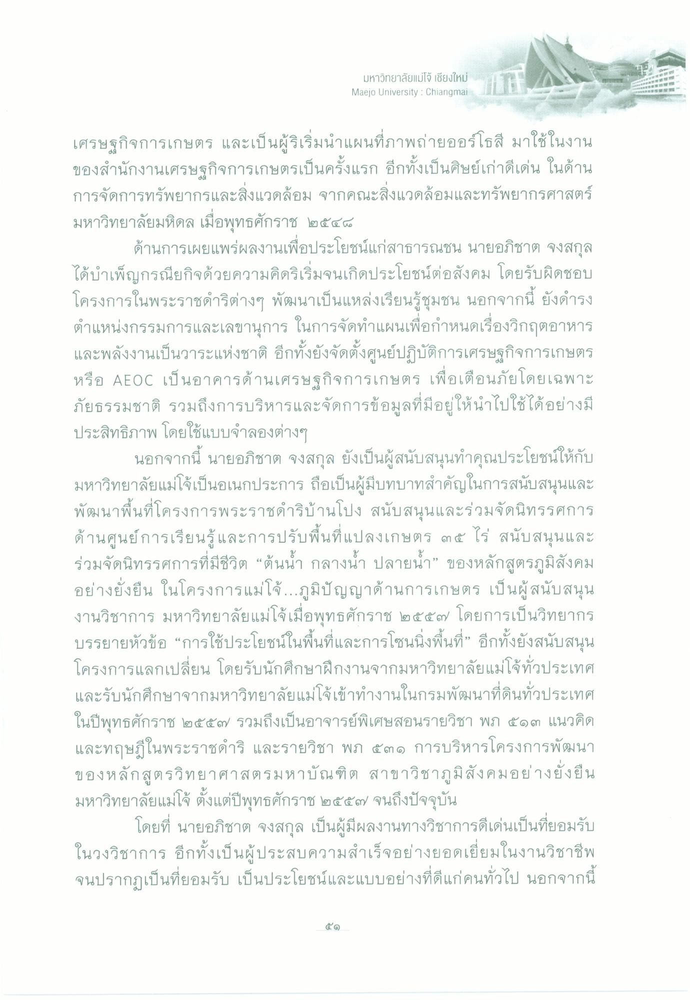 มหาวิทยาลัยแม่โจ้ เชียงใหม่
Maejo University : Chiangmai
เศรษฐกิจการเกษตร และเป็นผู้ริเริ่มนำแผนที่ภาพถ่ายออร์โธสี มาใช้ในงาน
ของสำนักงานเศรษฐกิจการเกษตรเป็นครั้งแรก อีกทั้งเป็นศิษย์เก่าดีเด่น ในด้าน
การจัดการทรัพยากรและสิ่งแวดล้อม จากคณะสิ่งแวดล้อมและทรัพยากรศาสตร์
มหาวิทยาลัยมหิดล เมื่อพุทธศักราช ๒๕๔๘
ด้านการเผยแพร่ผลงานเพื่อประโยชน์แก่สาธารณชน นายอภิชาต จงสกุล
ได้บำเพ็ญกรณียกิจด้วยความคิดริเริ่มจนเกิดประโยชน์ต่อสังคม โดยรับผิดชอบ
โครงการในพระราชดำริต่างๆ พัฒนาเป็นแหล่งเรียนรู้ชุมชน นอกจากนี้ ยังดำรง
ตำแหน่งกรรมการและเลขานุการ ในการจัดทำแผนเพื่อกำหนดเรื่องวิกฤตอาหาร
และพลังงานเป็นวาระแห่งชาติ อีกทั้งยังจัดตั้งศูนย์ปฏิบัติการเศรษฐกิจการเกษตร
หรือ AEOC เป็นอาคารด้านเศรษฐกิจการเกษตร เพื่อเตือนภัยโดยเฉพาะ
ภัยธรรมชาติ รวมถึงการบริหารและจัดการข้อมูลที่มีอยู่ให้นำไปใช้ได้อย่างมี
ประสิทธิภาพ โดยใช้แบบจำลองต่างๆ
นอกจากนี้ นายอภิชาต จงสกุล ยังเป็นผู้สนับสนุนทำคุณประโยชน์ให้กับ
มหาวิทยาลัยแม่โจ้เป็นอเนกประการ ถือเป็นผู้มีบทบาทสำคัญในการสนับสนุนและ
พัฒนาพื้นที่โครงการพระราชดำริบ้านโปง สนับสนุนและร่วมจัดนิทรรศการ
ด้านศูนย์การเรียนรู้และการปรับพื้นที่แปลงเกษตร ๓๕ ไร่ สนับสนุนและ
ร่วมจัดนิทรรศการที่มีชีวิต “ต้นน้ำ กลางน้ำ ปลายน้ำ” ของหลักสูตรภูมิสังคม
อย่างยั่งยืน ในโครงการแม่โจ้...ภูมิปัญญาด้านการเกษตร เป็นผู้สนับสนุน
งานวิชาการ มหาวิทยาลัยแม่โจ้เมื่อพุทธศักราช ๒๕๕๗ โดยการเป็นวิทยากร
บรรยายหัวข้อ “การใช้ประโยชน์ในพื้นที่และการโซนนิ่งพื้นที่” อีกทั้งยังสนับสนุน
โครงการแลกเปลี่ยน โดยรับนักศึกษาฝึกงานจากมหาวิทยาลัยแม่โจ้ทั่วประเทศ
และรับนักศึกษาจากมหาวิทยาลัยแม่โจ้เข้าทำงานในกรมพัฒนาที่ดินทั่วประเทศ
ในปีพุทธศักราช ๒๕๕๗ รวมถึงเป็นอาจารย์พิเศษสอนรายวิชา พภ ๕๑๓ แนวคิด
และทฤษฎีในพระราชดำริ และรายวิชา พภ ๕๓๑ การบริหารโครงการพัฒนา
ของหลักสูตรวิทยาศาสตรมหาบัณฑิต สาขาวิชาภูมิสังคมอย่างยั่งยืน
มหาวิทยาลัยแม่โจ้ ตั้งแต่ปีพุทธศักราช ๒๕๕๗ จนถึงปัจจุบัน
โดยที่ นายอภิชาต จงสกุล เป็นผู้มีผลงานทางวิชาการดีเด่นเป็นที่ยอมรับ
ในวงวิชาการ อีกทั้งเป็นผู้ประสบความสำเร็จอย่างยอดเยี่ยมในงานวิชาชีพ
จนปรากฏเป็นที่ยอมรับ เป็นประโยชน์และแบบอย่างที่ดีแก่คนทั่วไป นอกจากนี้
๕๑